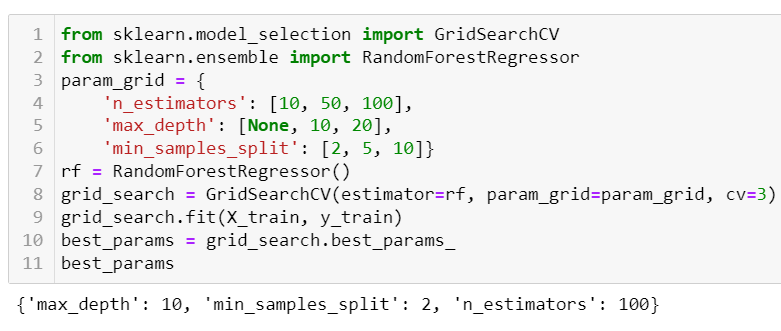 1 from sklearn.model_selection import GridSearchCV
2 from sklearn.ensemble import RandomForestRegressor
3 param_grid = {
4     'n_estimators': [10, 50, 100],
5     'max_depth': [None, 10, 20],
6     'min_samples_split': [2, 5, 10]}
7 rf = RandomForestRegressor()
8 grid_search = GridSearchCV(estimator=rf, param_grid=param_grid, cv=3)
9 grid_search.fit(X_train, y_train)
10 best_params = grid_search.best_params_
11 best_params
{'max_depth': 10, 'min_samples_split': 2, 'n_estimators': 100}